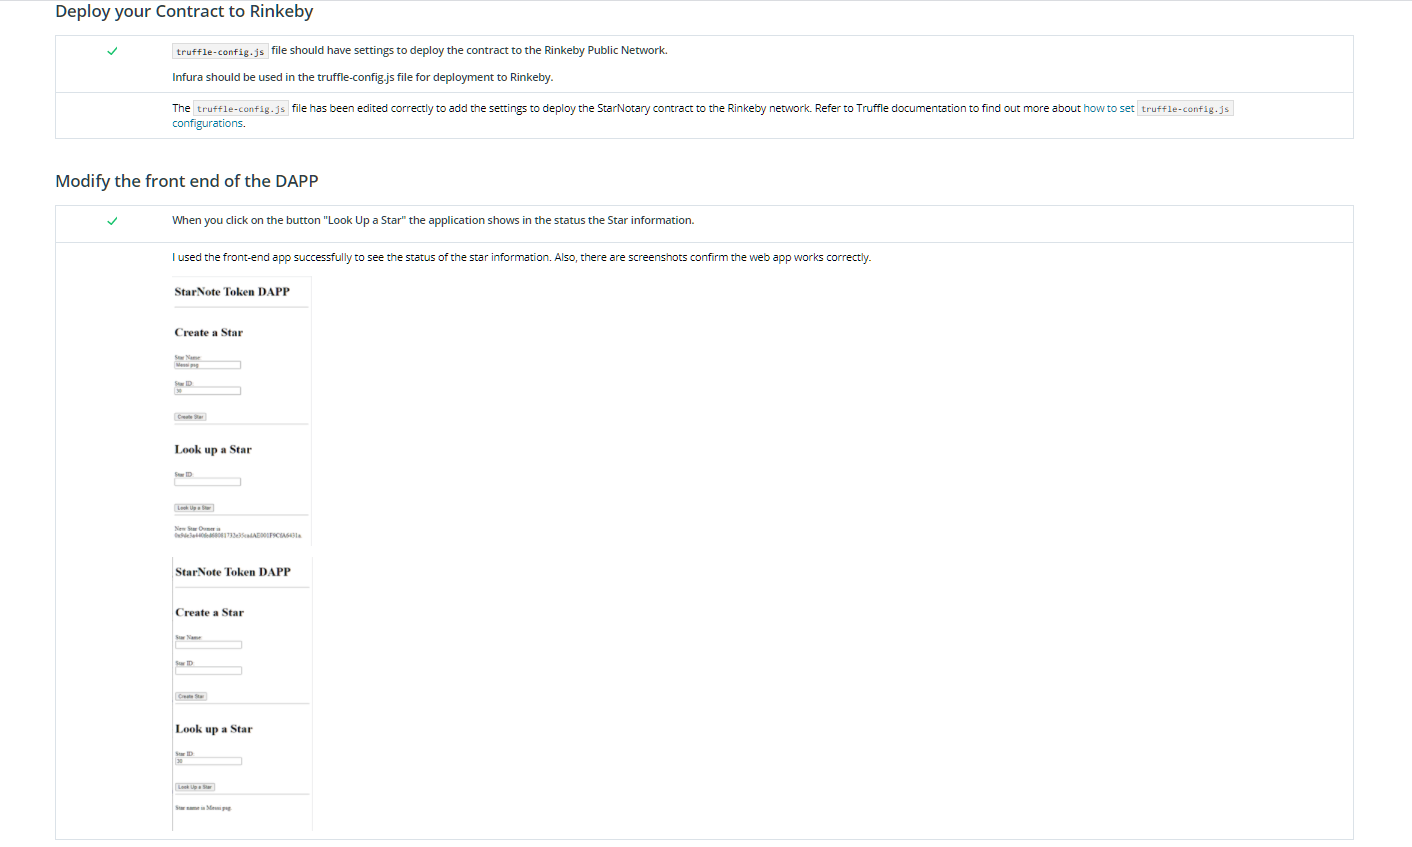 Deploy your Contract to Rinkeby
truffle-config.js file should have settings to deploy the contract to the Rinkeby Public Network.
Infura should be used in the truffle-config.js file for deployment to Rinkeby.
The truffle-config.js file has been edited correctly to add the settings to deploy the StarNotary contract to the Rinkeby network. Refer to Truffle documentation to find out more about how to set truffle-config.js
configurations.
Modify the front end of the DAPP
When you click on the button "Look Up a Star" the application shows in the status the Star information.
I used the front-end app successfully to see the status of the star information. Also, there are screenshots confirm the web app works correctly.
StarNote Token DAPP
Create a Star
Star Name:
Messi psg
Star ID:
30
Create Star
Look up a Star
Star ID:
Look Up a Star
New Star Owner is
StarNote Token DAPP
Create a Star
Star Name:
Star ID:
Create Star
Look up a Star
Star ID:
30
Look Up a Star
Star name is Messi psg.